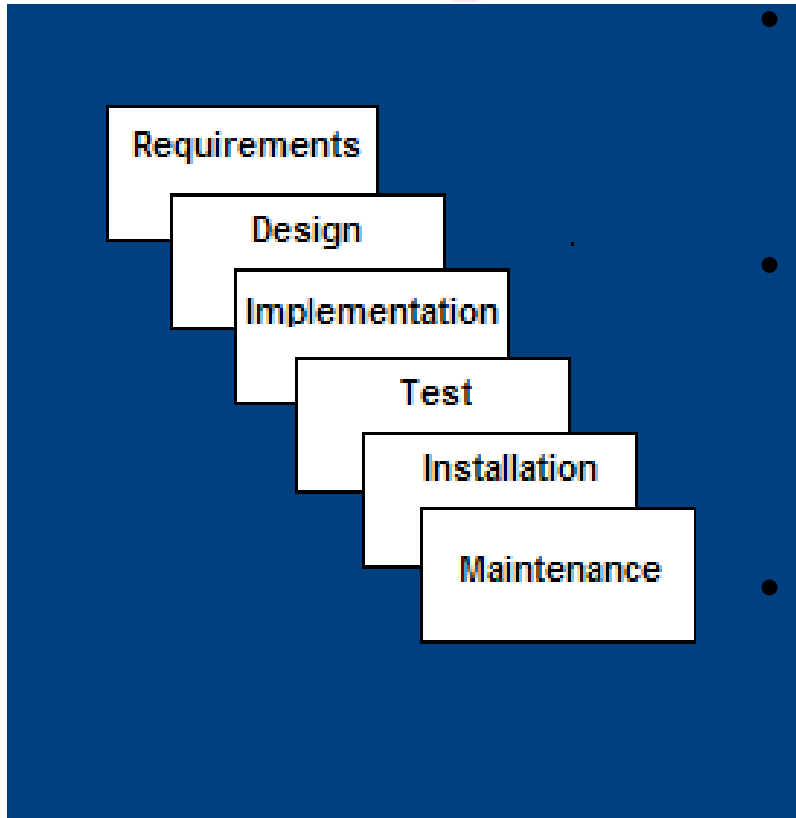 Requirements
Design
Implementation
Test
Installation
Maintenance